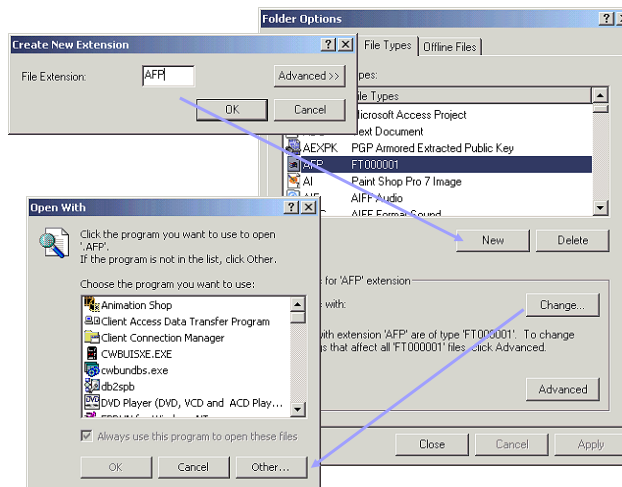 Folder Options
File Types
Offline Files
Create New Extension
File Extension:
AFP
Advanced >>
OK
Cancel
File Types
Microsoft Access Project
Text Document
AEXPK PGP Armored Extracted Public Key
AFP FT000001
AI Paint Shop Pro 7 Image
AIFF Audio
AIFF Format Sound
New
Delete
for 'AFP' extension
with:
Change...
with extension 'AFP' are of type 'FT000001'. To change
s that affect all 'FT000001' files, click Advanced.
Advanced
Close
Cancel
Apply
Open With
Click the program you want to use to open
'.AFP'.
If the program is not in the list, click Other.
Choose the program you want to use:
Animation Shop
Client Access Data Transfer Program
Client Connection Manager
CWBUISXE.EXE
cwbundbs.exe
db2spb
DVD Player (DVD, VCD and ACD Play...
Always use this program to open these files
OK
Cancel
Other...